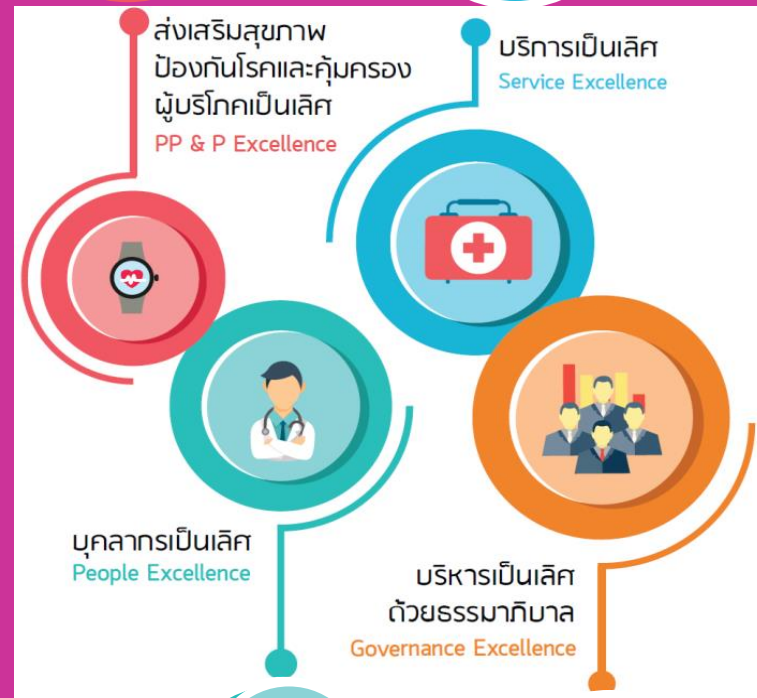 ส่งเสริมสุขภาพ
ป้องกันโรคและคุ้มครอง
ผู้บริโภคเป็นเลิศ
PP & P Excellence
บริการเป็นเลิศ
Service Excellence
บุคลากรเป็นเลิศ
People Excellence
บริหารเป็นเลิศ
ด้วยธรรมาภิบาล
Governance Excellence